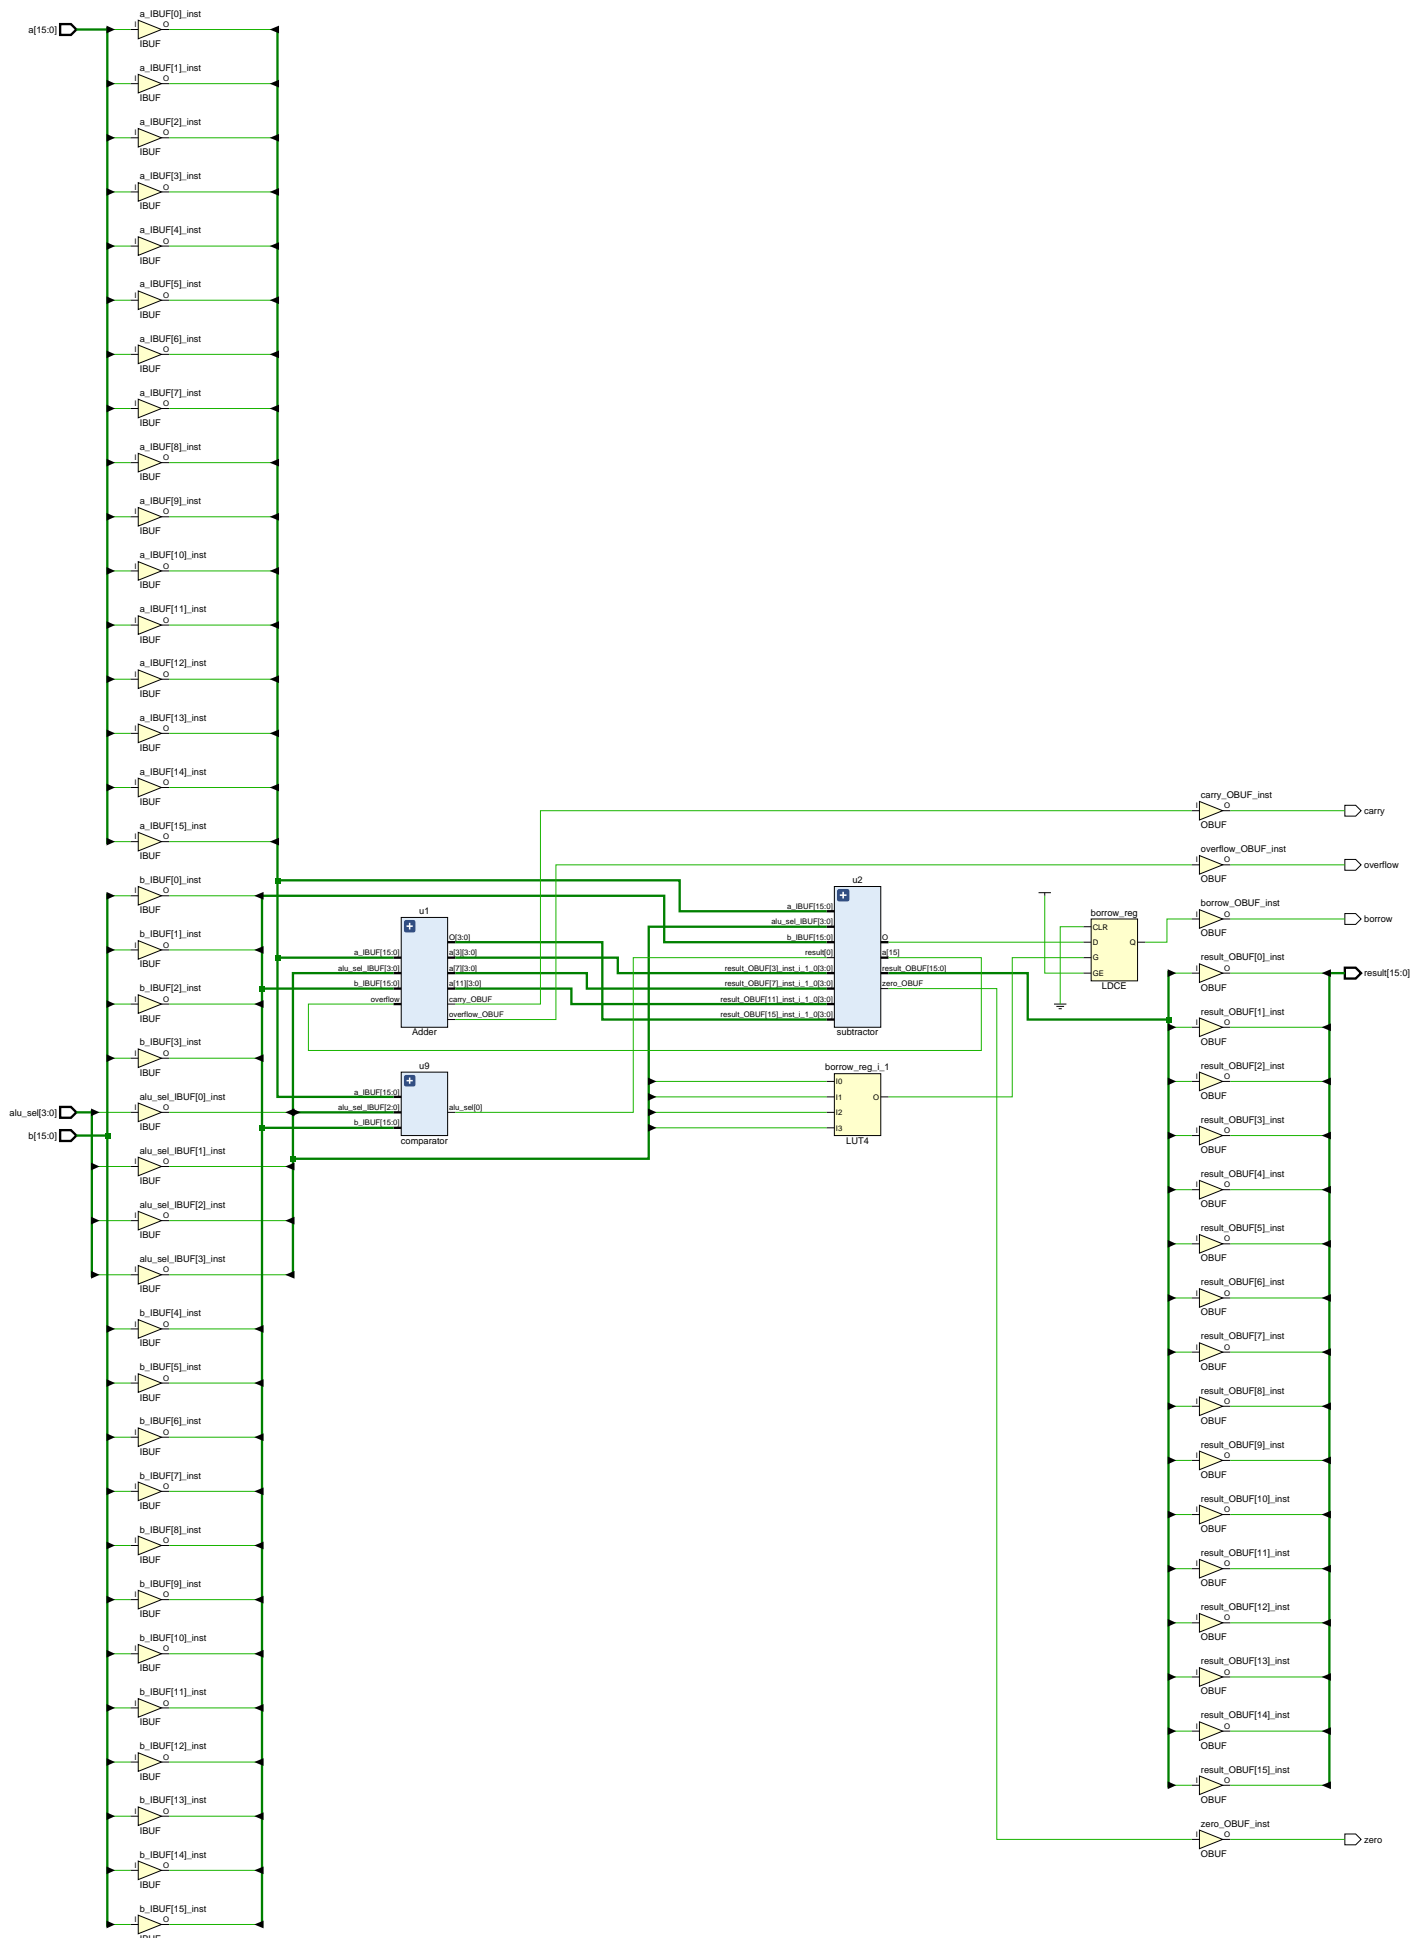 a[15:0]
a_IBUF[0]_inst
I
O
IBUF
a_IBUF[1]_inst
I
O
IBUF
a_IBUF[2]_inst
I
O
IBUF
a_IBUF[3]_inst
I
O
IBUF
a_IBUF[4]_inst
I
O
IBUF
a_IBUF[5]_inst
I
O
IBUF
a_IBUF[6]_inst
I
O
IBUF
a_IBUF[7]_inst
I
O
IBUF
a_IBUF[8]_inst
I
O
IBUF
a_IBUF[9]_inst
I
O
IBUF
a_IBUF[10]_inst
I
O
IBUF
a_IBUF[11]_inst
I
O
IBUF
a_IBUF[12]_inst
I
O
IBUF
a_IBUF[13]_inst
I
O
IBUF
a_IBUF[14]_inst
I
O
IBUF
a_IBUF[15]_inst
I
O
IBUF
b_IBUF[0]_inst
I
O
IBUF
b_IBUF[1]_inst
I
O
IBUF
b_IBUF[2]_inst
I
O
IBUF
b_IBUF[3]_inst
I
O
IBUF
alu_sel[3:0]
b[15:0]
alu_sel_IBUF[0]_inst
I
O
IBUF
alu_sel_IBUF[1]_inst
I
O
IBUF
alu_sel_IBUF[2]_inst
I
O
IBUF
alu_sel_IBUF[3]_inst
I
O
IBUF
b_IBUF[4]_inst
I
O
IBUF
b_IBUF[5]_inst
I
O
IBUF
b_IBUF[6]_inst
I
O
IBUF
b_IBUF[7]_inst
I
O
IBUF
b_IBUF[8]_inst
I
O
IBUF
b_IBUF[9]_inst
I
O
IBUF
b_IBUF[10]_inst
I
O
IBUF
b_IBUF[11]_inst
I
O
IBUF
b_IBUF[12]_inst
I
O
IBUF
b_IBUF[13]_inst
I
O
IBUF
b_IBUF[14]_inst
I
O
IBUF
b_IBUF[15]_inst
I
O
IBUF
u1
a_IBUF[15:0]
alu_sel_IBUF[3:0]
b_IBUF[15:0]
overflow
O[3:0]
a[3][3:0]
a[7][3:0]
a[11][3:0]
carry_OBUF
overflow_OBUF
Adder
u9
a_IBUF[15:0]
alu_sel_IBUF[2:0]
b_IBUF[15:0]
alu_sel[0]
comparator
u2
a_IBUF[15:0]
alu_sel_IBUF[3:0]
b_IBUF[15:0]
result[0]
result_OBUF[3]_inst_i_1_0[3:0]
result_OBUF[7]_inst_i_1_0[3:0]
result_OBUF[11]_inst_i_1_0[3:0]
result_OBUF[15]_inst_i_1_0[3:0]
O
a[15]
result_OBUF[15:0]
zero_OBUF
subtractor
borrow_reg_i_1
I0
I1
I2
I3
O
LUT4
borrow_reg
CLR
D
G
GE
Q
LDCE
carry_OBUF_inst
I
O
OBUF
carry
overflow_OBUF_inst
I
O
OBUF
overflow
borrow_OBUF_inst
I
O
OBUF
borrow
result_OBUF[0]_inst
I
O
OBUF
result[15:0]
result_OBUF[1]_inst
I
O
OBUF
result_OBUF[2]_inst
I
O
OBUF
result_OBUF[3]_inst
I
O
OBUF
result_OBUF[4]_inst
I
O
OBUF
result_OBUF[5]_inst
I
O
OBUF
result_OBUF[6]_inst
I
O
OBUF
result_OBUF[7]_inst
I
O
OBUF
result_OBUF[8]_inst
I
O
OBUF
result_OBUF[9]_inst
I
O
OBUF
result_OBUF[10]_inst
I
O
OBUF
result_OBUF[11]_inst
I
O
OBUF
result_OBUF[12]_inst
I
O
OBUF
result_OBUF[13]_inst
I
O
OBUF
result_OBUF[14]_inst
I
O
OBUF
result_OBUF[15]_inst
I
O
OBUF
zero_OBUF_inst
I
O
OBUF
zero